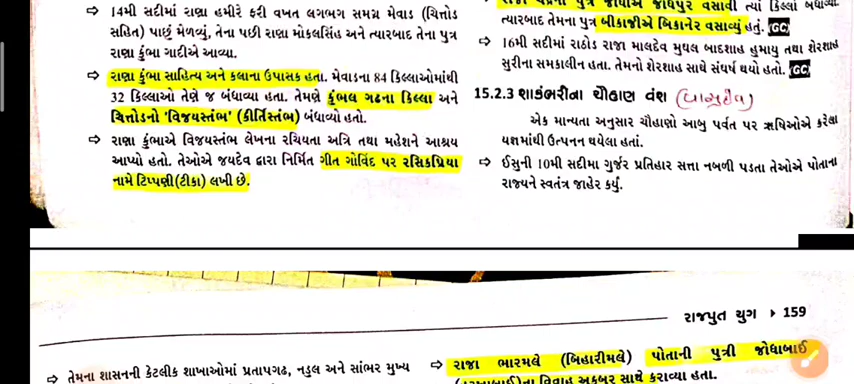 ⇨ 14મી સદીમાં રાણા હમીરે ફરી વખત લગભગ સમગ્ર મેવાડ (ચિત્તોડ
સહિત) પાછું મેળવ્યું, તેના પછી રાણા મોકલસિંહ અને ત્યારબાદ તેના પુત્ર
રાણા કુંભા ગાદીએ આવ્યા.
⇨ રાણા કુંભા સાહિત્ય અને કલાના ઉપાસક હતા. મેવાડના 84 કિલ્લાઓમાંથી
32 કિલ્લાઓ તેણે જ બંધાવ્યા હતા. તેમણે કુંભલ ગઢના કિલ્લા અને
ચિત્તોડનો 'વિજયસ્તંભ' (કીર્તિસ્તંભ) બંધાવ્યો હતો.
⇨ રાણા કુંભાએ વિજયસ્તંભ લેખના રચિયતા અત્રિ તથા મહેશને આશ્રય
આપ્યો હતો. તેઓએ જયદેવ દ્વારા નિર્મિત ગીત ગોવિંદ પર રસિકપ્રિયા
નામે ટિપ્પણી(ટીકા) લખી છે.
પુત્ર જોધાએ જોધપુર વસાવી ત્યાં કિલ્લો બંધાવ્યો
ત્યારબાદ તેમના પુત્ર બીકાજીએ બિકાનેર વસાવ્યું હતું. GC
⇨ 16મી સદીમાં રાઠોડ રાજા માલદેવ મુઘલ બાદશાહ હુમાયુ તથા શેરશાહ
સુરીના સમકાલીન હતા. તેમનો શેરશાહ સાથે સંઘર્ષ થયો હતો. GC
15.2.3 શાકંભરીના ચૌહાણ વંશ (વાસુદેવ)
એક માન્યતા અનુસાર ચૌહાણો આબુ પર્વત પર ઋષિઓએ કરેલા
યજ્ઞમાંથી ઉત્પન્ન થયેલા હતાં.
⇨ ઈસુની 10મી સદીમા ગુર્જર પ્રતિહાર સત્તા નબળી પડતા તેઓએ પોતાના
રાજ્યને સ્વતંત્ર જાહેર કર્યું.
રાજપુત યુગ ▸ 159
⇨ તેમના શાસનની કેટલીક શાખાઓમાં પ્રતાપગઢ, નડુલ અને સાંભર મુખ્ય
⇨ રાજા ભારમલે (બિહારીમલે) પોતાની પુત્રી જોધાબાઈ
વિવાહ અકબર સાથે કરાવ્યા હતા.